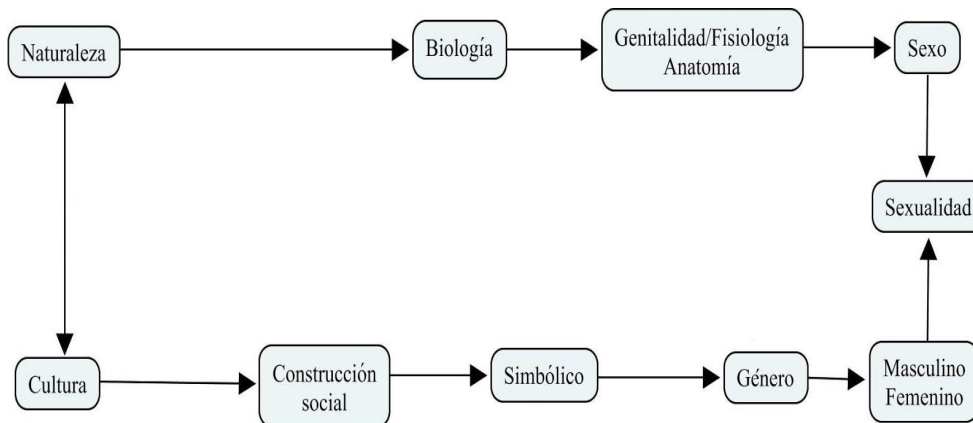 Naturaleza
Biología
Genitalidad/Fisiología
Anatomía
Sexo
Sexualidad
Cultura
Construcción
social
Simbólico
Género
Masculino
Femenino